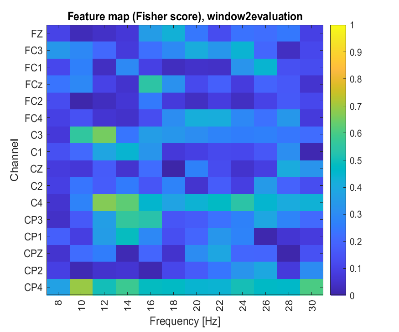 Feature map (Fisher score), window2evaluation
FZ
FC3
FC1
FCz
FC2
FC4
C3
C1
CZ
C2
C4
CP3
CP1
CPZ
CP2
CP4
Channel
8 10 12 14 16 18 20 22 24 26 28 30
Frequency [Hz]
1
0.9
0.8
0.7
0.6
0.5
0.4
0.3
0.2
0.1
0